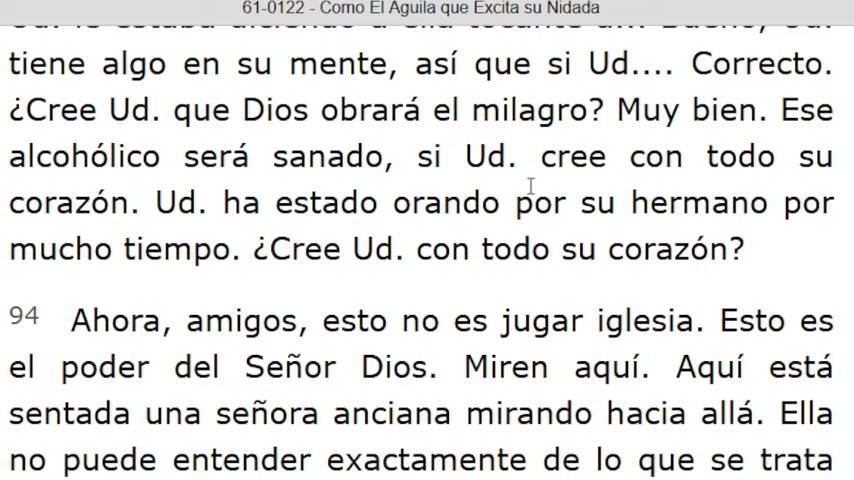 61-0122 - Como El Aguila que Excita su Nidada
tiene algo en su mente, así que si Ud.... Correcto.
¿Cree Ud. que Dios obrará el milagro? Muy bien. Ese
alcohólico será sanado, si Ud. cree con todo su
corazón. Ud. ha estado orando por su hermano por
mucho tiempo. ¿Cree Ud. con todo su corazón?
94 Ahora, amigos, esto no es jugar iglesia. Esto es
el poder del Señor Dios. Miren aquí. Aquí está
sentada una señora anciana mirando hacia allá. Ella
no puede entender exactamente de lo que se trata